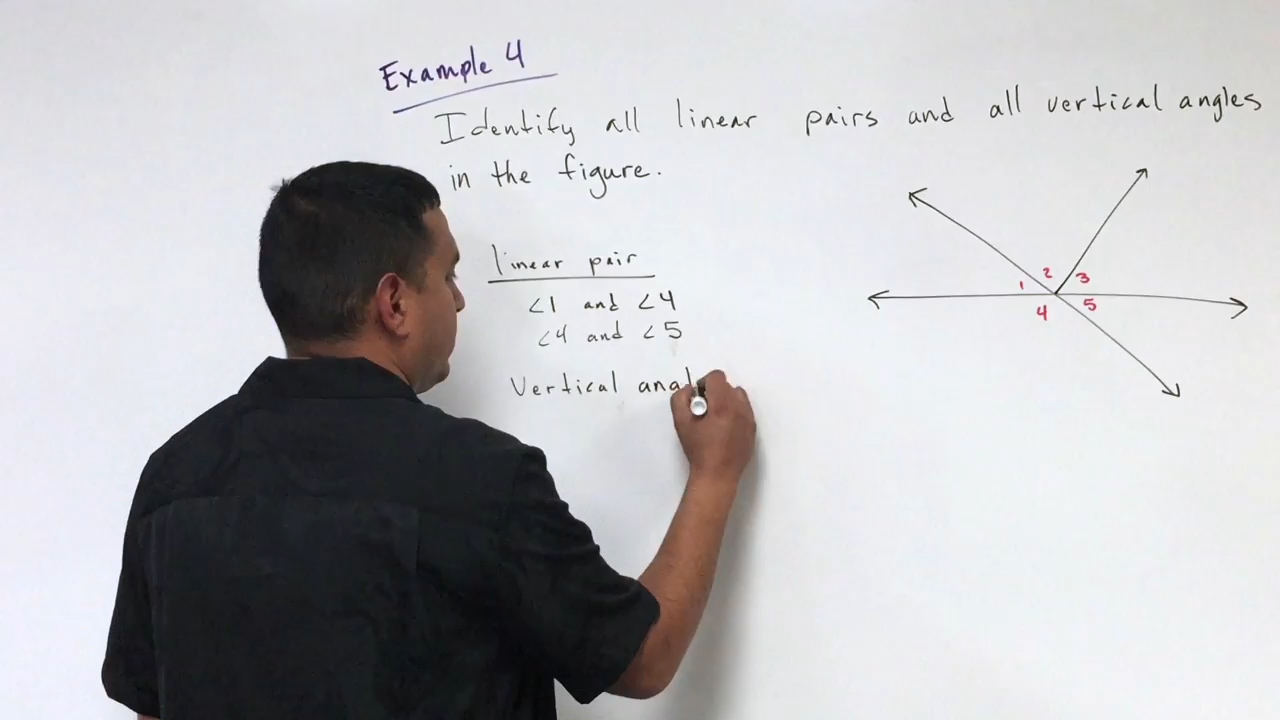 Example 4
Identify all linear pairs and all vertical angles
in the figure.
linear pair
∠1 and ∠4
∠4 and ∠5
Vertical
1
2
3
4
5